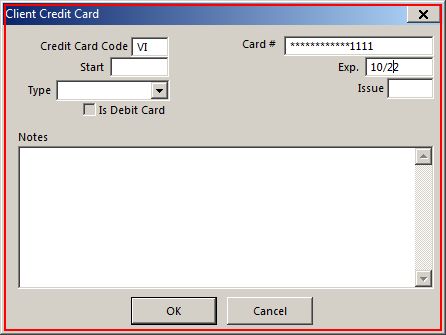 Client Credit Card
Credit Card Code VI Card # ************1111
Start Exp. 10/22
Type Issue
Is Debit Card
Notes
OK Cancel